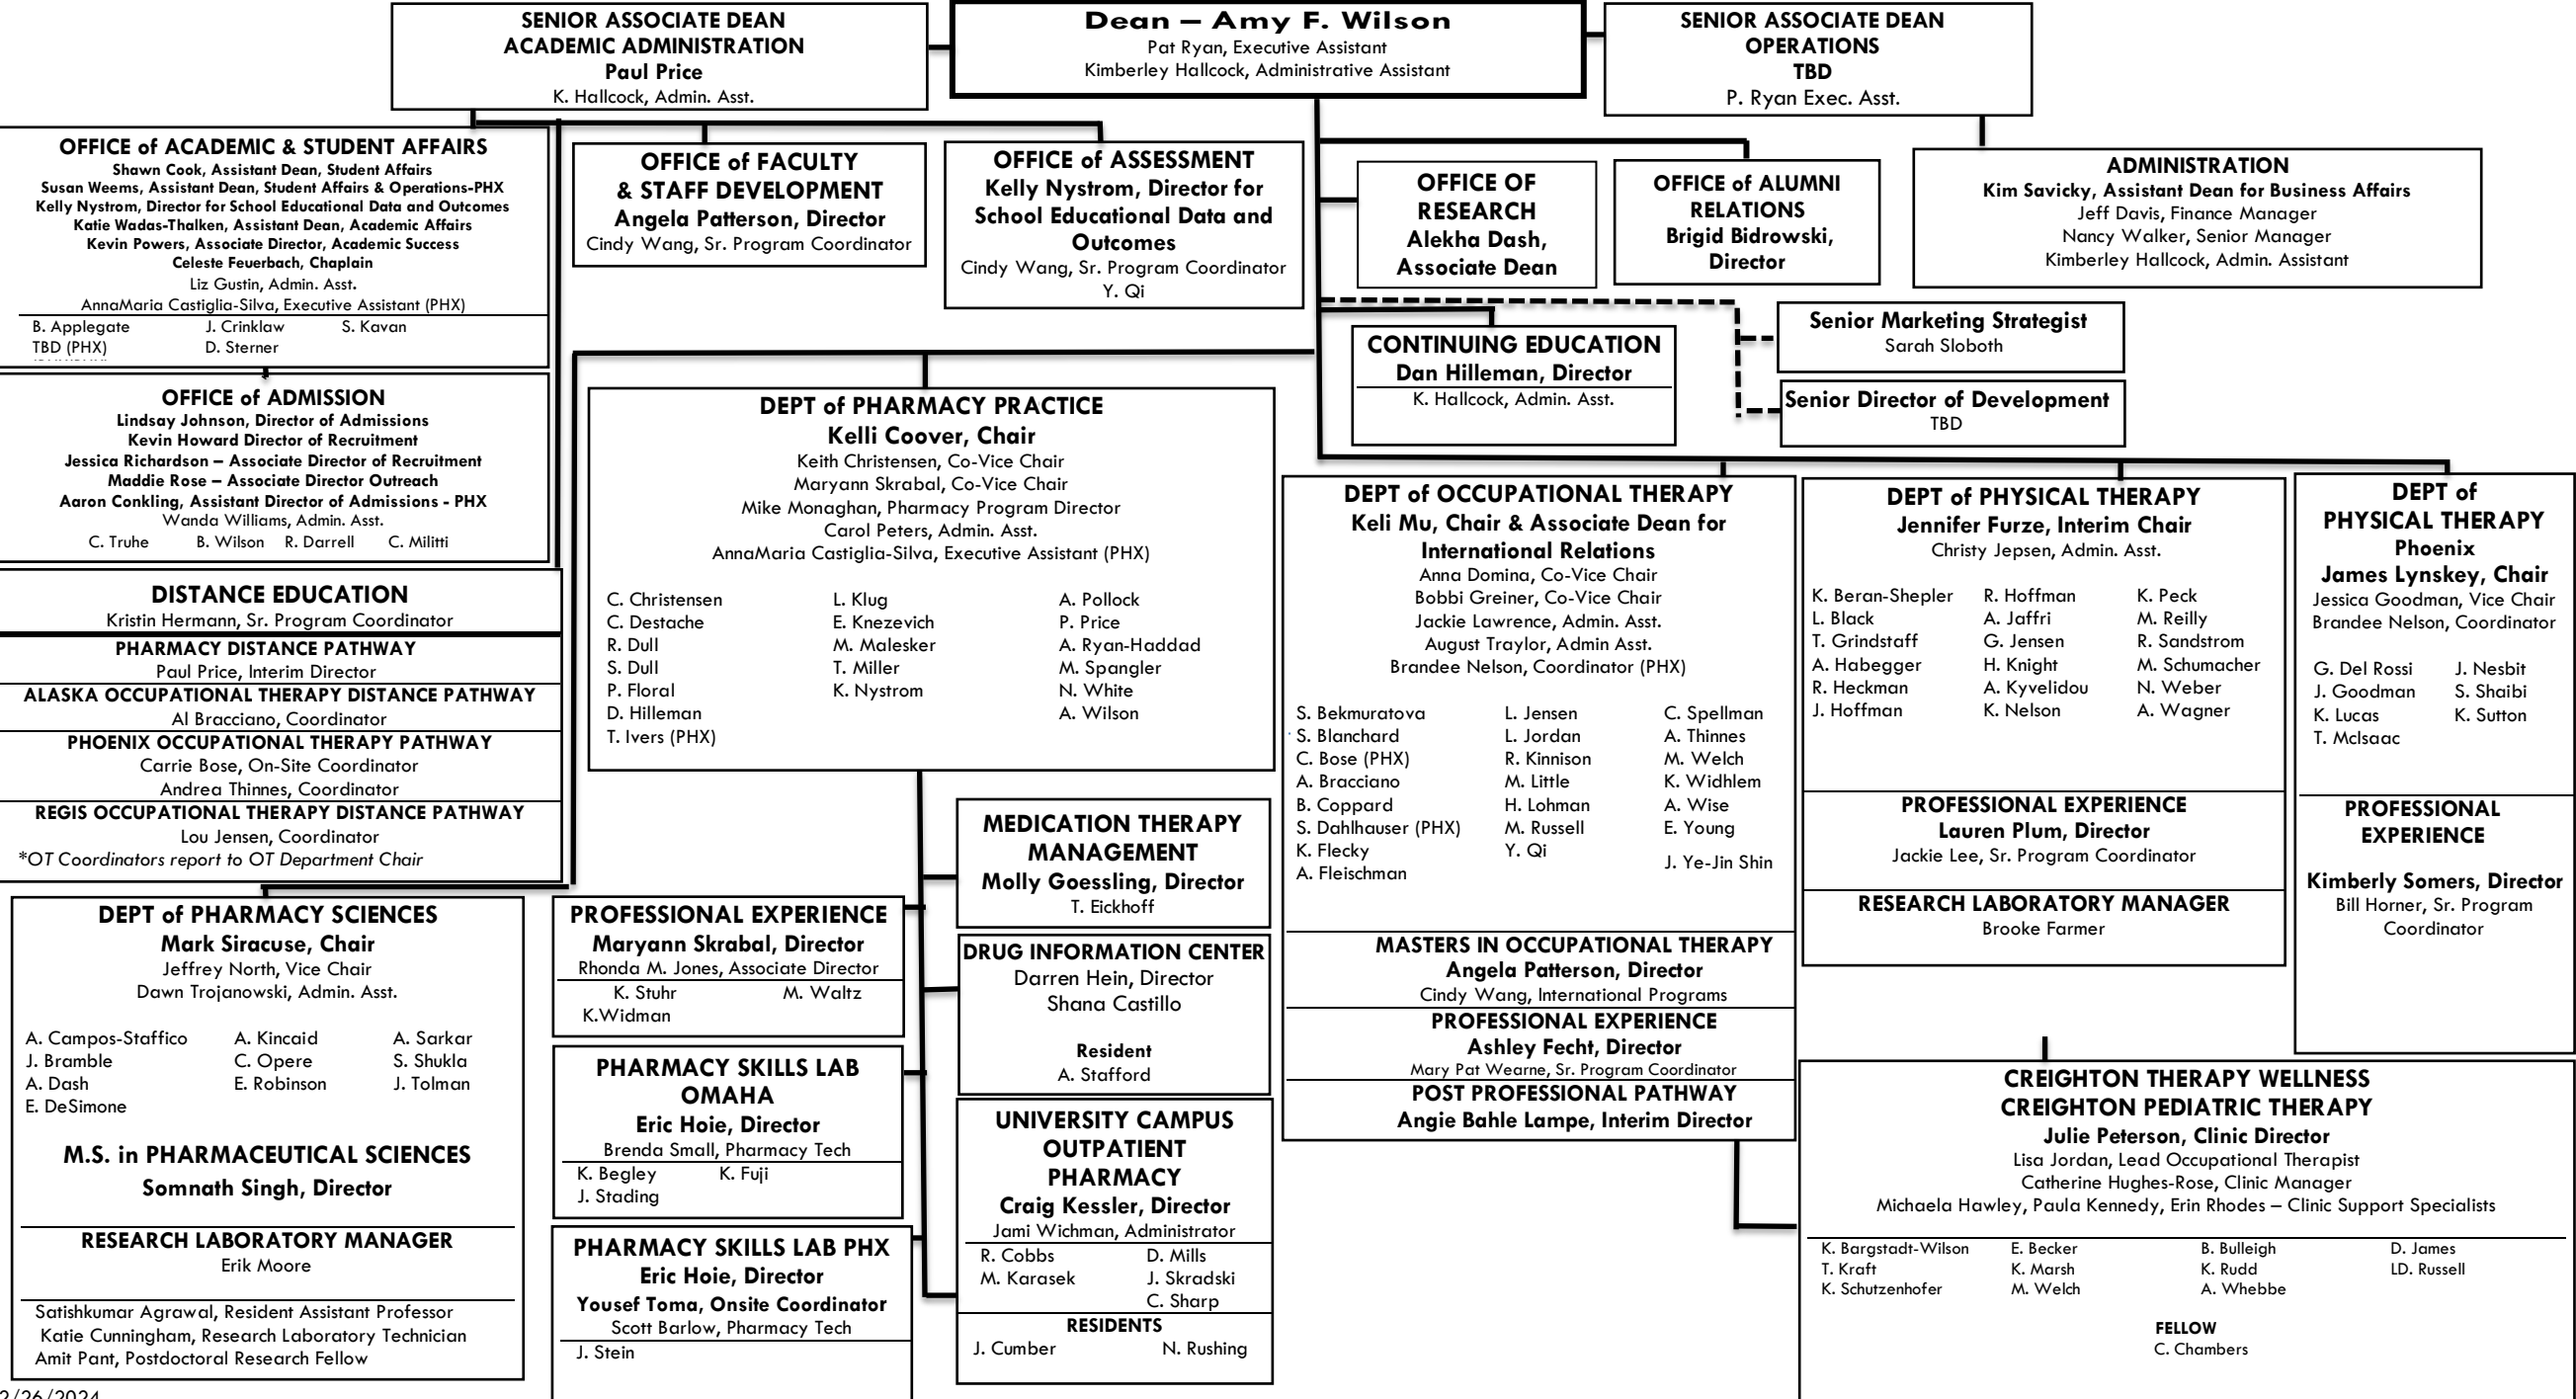 SENIOR ASSOCIATE DEAN
ACADEMIC ADMINISTRATION
Paul Price
K. Hallcock, Admin. Asst.
Dean – Amy F. Wilson
Pat Ryan, Executive Assistant
Kimberley Hallcock, Administrative Assistant
SENIOR ASSOCIATE DEAN
OPERATIONS
TBD
P. Ryan Exec. Asst.
OFFICE of ACADEMIC & STUDENT AFFAIRS
Shawn Cook, Assistant Dean, Student Affairs
Susan Weems, Assistant Dean, Student Affairs & Operations-PHX
Kelly Nystrom, Director for School Educational Data and Outcomes
Katie Wadas-Thalken, Assistant Dean, Academic Affairs
Kevin Powers, Associate Director, Academic Success
Celeste Feuerbach, Chaplain
Liz Gustin, Admin. Asst.
AnnaMaria Castiglia-Silva, Executive Assistant (PHX)
B. Applegate J. Crinklaw S. Kavan
TBD (PHX) D. Sterner
OFFICE of FACULTY
& STAFF DEVELOPMENT
Angela Patterson, Director
Cindy Wang, Sr. Program Coordinator
OFFICE of ASSESSMENT
Kelly Nystrom, Director for
School Educational Data and
Outcomes
Cindy Wang, Sr. Program Coordinator
Y. Qi
OFFICE OF
RESEARCH
Alekha Dash,
Associate Dean
OFFICE of ALUMNI
RELATIONS
Brigid Bidrowski,
Director
ADMINISTRATION
Kim Savicky, Assistant Dean for Business Affairs
Jeff Davis, Finance Manager
Nancy Walker, Senior Manager
Kimberley Hallcock, Admin. Assistant
Senior Marketing Strategist
Sarah Sloboth
Senior Director of Development
TBD
CONTINUING EDUCATION
Dan Hilleman, Director
K. Hallcock, Admin. Asst.
OFFICE of ADMISSION
Lindsay Johnson, Director of Admissions
Kevin Howard Director of Recruitment
Jessica Richardson – Associate Director of Recruitment
Maddie Rose – Associate Director Outreach
Aaron Conkling, Assistant Director of Admissions - PHX
Wanda Williams, Admin. Asst.
C. Truhe B. Wilson R. Darrell C. Militti
DISTANCE EDUCATION
Kristin Hermann, Sr. Program Coordinator
PHARMACY DISTANCE PATHWAY
Paul Price, Interim Director
ALASKA OCCUPATIONAL THERAPY DISTANCE PATHWAY
Al Bracciano, Coordinator
PHOENIX OCCUPATIONAL THERAPY PATHWAY
Carrie Bose, On-Site Coordinator
Andrea Thinnes, Coordinator
REGIS OCCUPATIONAL THERAPY DISTANCE PATHWAY
Lou Jensen, Coordinator
*OT Coordinators report to OT Department Chair
DEPT of PHARMACY PRACTICE
Kelli Coover, Chair
Keith Christensen, Co-Vice Chair
Maryann Skrabal, Co-Vice Chair
Mike Monaghan, Pharmacy Program Director
Carol Peters, Admin. Asst.
AnnaMaria Castiglia-Silva, Executive Assistant (PHX)
C. Christensen L. Klug A. Pollock
C. Destache E. Knezevich P. Price
R. Dull M. Malesker A. Ryan-Haddad
S. Dull T. Miller M. Spangler
P. Floral K. Nystrom N. White
D. Hilleman A. Wilson
T. Ivers (PHX)
DEPT of OCCUPATIONAL THERAPY
Keli Mu, Chair & Associate Dean for
International Relations
Anna Domina, Co-Vice Chair
Bobbi Greiner, Co-Vice Chair
Jackie Lawrence, Admin. Asst.
August Traylor, Admin Asst.
Brandee Nelson, Coordinator (PHX)
S. Bekmuratova L. Jensen C. Spellman
S. Blanchard L. Jordan A. Thinnes
C. Bose (PHX) R. Kinnison M. Welch
A. Bracciano M. Little K. Widhlem
B. Coppard H. Lohman A. Wise
S. Dahlhauser (PHX) M. Russell E. Young
K. Flecky Y. Qi J. Ye-Jin Shin
A. Fleischman
MASTERS IN OCCUPATIONAL THERAPY
Angela Patterson, Director
Cindy Wang, International Programs
PROFESSIONAL EXPERIENCE
Ashley Fecht, Director
Mary Pat Wearne, Sr. Program Coordinator
POST PROFESSIONAL PATHWAY
Angie Bahle Lampe, Interim Director
DEPT of PHYSICAL THERAPY
Jennifer Furze, Interim Chair
Christy Jepsen, Admin. Asst.
K. Beran-Shepler R. Hoffman K. Peck
L. Black A. Jaffri M. Reilly
T. Grindstaff G. Jensen R. Sandstrom
A. Habegger H. Knight M. Schumacher
R. Heckman A. Kyvelidou N. Weber
J. Hoffman K. Nelson A. Wagner
PROFESSIONAL EXPERIENCE
Lauren Plum, Director
Jackie Lee, Sr. Program Coordinator
RESEARCH LABORATORY MANAGER
Brooke Farmer
DEPT of
PHYSICAL THERAPY
Phoenix
James Lynskey, Chair
Jessica Goodman, Vice Chair
Brandee Nelson, Coordinator
G. Del Rossi J. Nesbit
J. Goodman S. Shaibi
K. Lucas K. Sutton
T. McIsaac
PROFESSIONAL
EXPERIENCE
Kimberly Somers, Director
Bill Horner, Sr. Program
Coordinator
DEPT of PHARMACY SCIENCES
Mark Siracuse, Chair
Jeffrey North, Vice Chair
Dawn Trojanowski, Admin. Asst.
A. Campos-Staffico A. Kincaid A. Sarkar
J. Bramble C. Opere S. Shukla
A. Dash E. Robinson J. Tolman
E. DeSimone
M.S. in PHARMACEUTICAL SCIENCES
Somnath Singh, Director
RESEARCH LABORATORY MANAGER
Erik Moore
Satishkumar Agrawal, Resident Assistant Professor
Katie Cunningham, Research Laboratory Technician
Amit Pant, Postdoctoral Research Fellow
PROFESSIONAL EXPERIENCE
Maryann Skrabal, Director
Rhonda M. Jones, Associate Director
K. Stuhr M. Waltz
K.Widman
PHARMACY SKILLS LAB
OMAHA
Eric Hoie, Director
Brenda Small, Pharmacy Tech
K. Begley K. Fuji
J. Stading
PHARMACY SKILLS LAB PHX
Eric Hoie, Director
Yousef Toma, Onsite Coordinator
Scott Barlow, Pharmacy Tech
J. Stein
MEDICATION THERAPY
MANAGEMENT
Molly Goessling, Director
T. Eickhoff
DRUG INFORMATION CENTER
Darren Hein, Director
Shana Castillo
Resident
A. Stafford
UNIVERSITY CAMPUS
OUTPATIENT
PHARMACY
Craig Kessler, Director
Jami Wichman, Administrator
R. Cobbs D. Mills
M. Karasek J. Skradski
C. Sharp
RESIDENTS
J. Cumber N. Rushing
CREIGHTON THERAPY WELLNESS
CREIGHTON PEDIATRIC THERAPY
Julie Peterson, Clinic Director
Lisa Jordan, Lead Occupational Therapist
Catherine Hughes-Rose, Clinic Manager
Michaela Hawley, Paula Kennedy, Erin Rhodes – Clinic Support Specialists
K. Bargstadt-Wilson E. Becker B. Bulleigh D. James
T. Kraft K. Marsh K. Rudd LD. Russell
K. Schutzenhofer M. Welch A. Whebbe
FELLOW
C. Chambers
2/26/2024